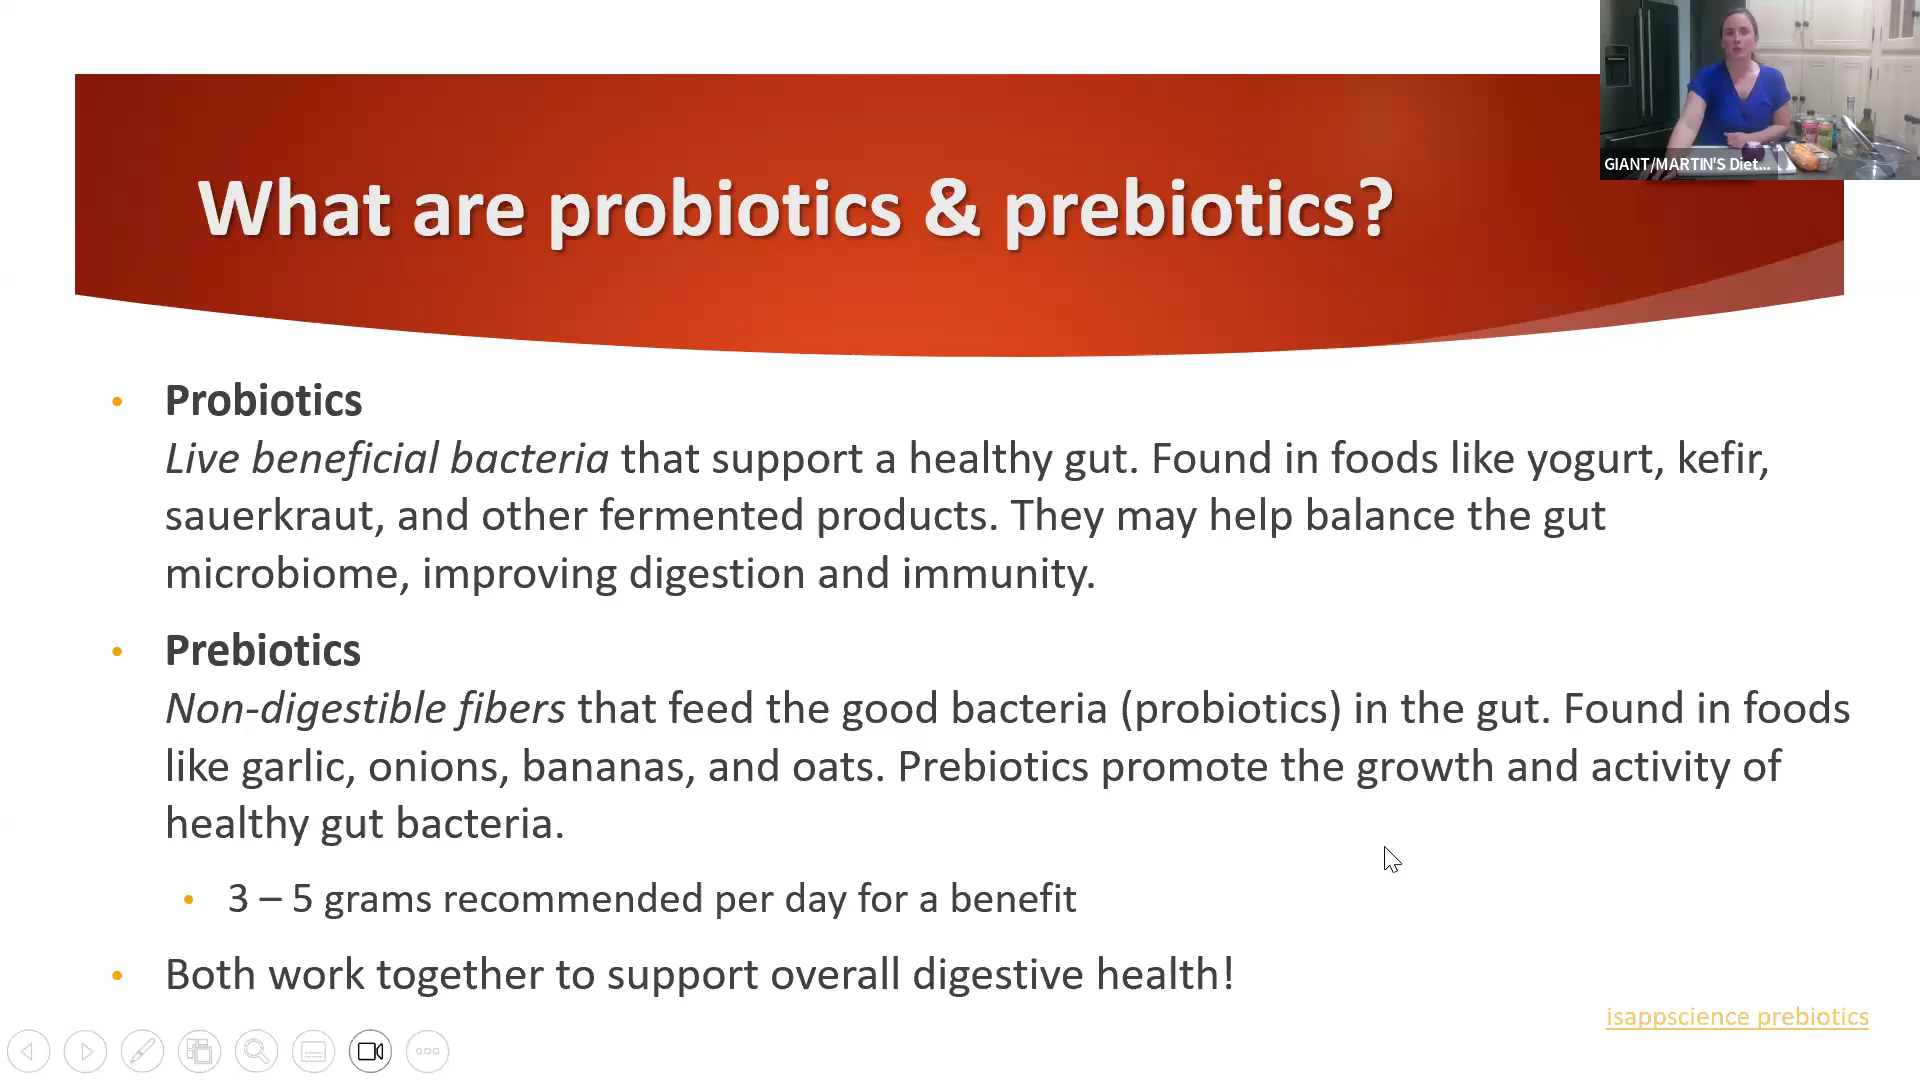 GIANT/MARTIN'S Diet...
What are probiotics & prebiotics?
• Probiotics
Live beneficial bacteria that support a healthy gut. Found in foods like yogurt, kefir,
sauerkraut, and other fermented products. They may help balance the gut
microbiome, improving digestion and immunity.
• Prebiotics
Non-digestible fibers that feed the good bacteria (probiotics) in the gut. Found in foods
like garlic, onions, bananas, and oats. Prebiotics promote the growth and activity of
healthy gut bacteria.
• 3 – 5 grams recommended per day for a benefit
• Both work together to support overall digestive health!
isappscience prebiotics